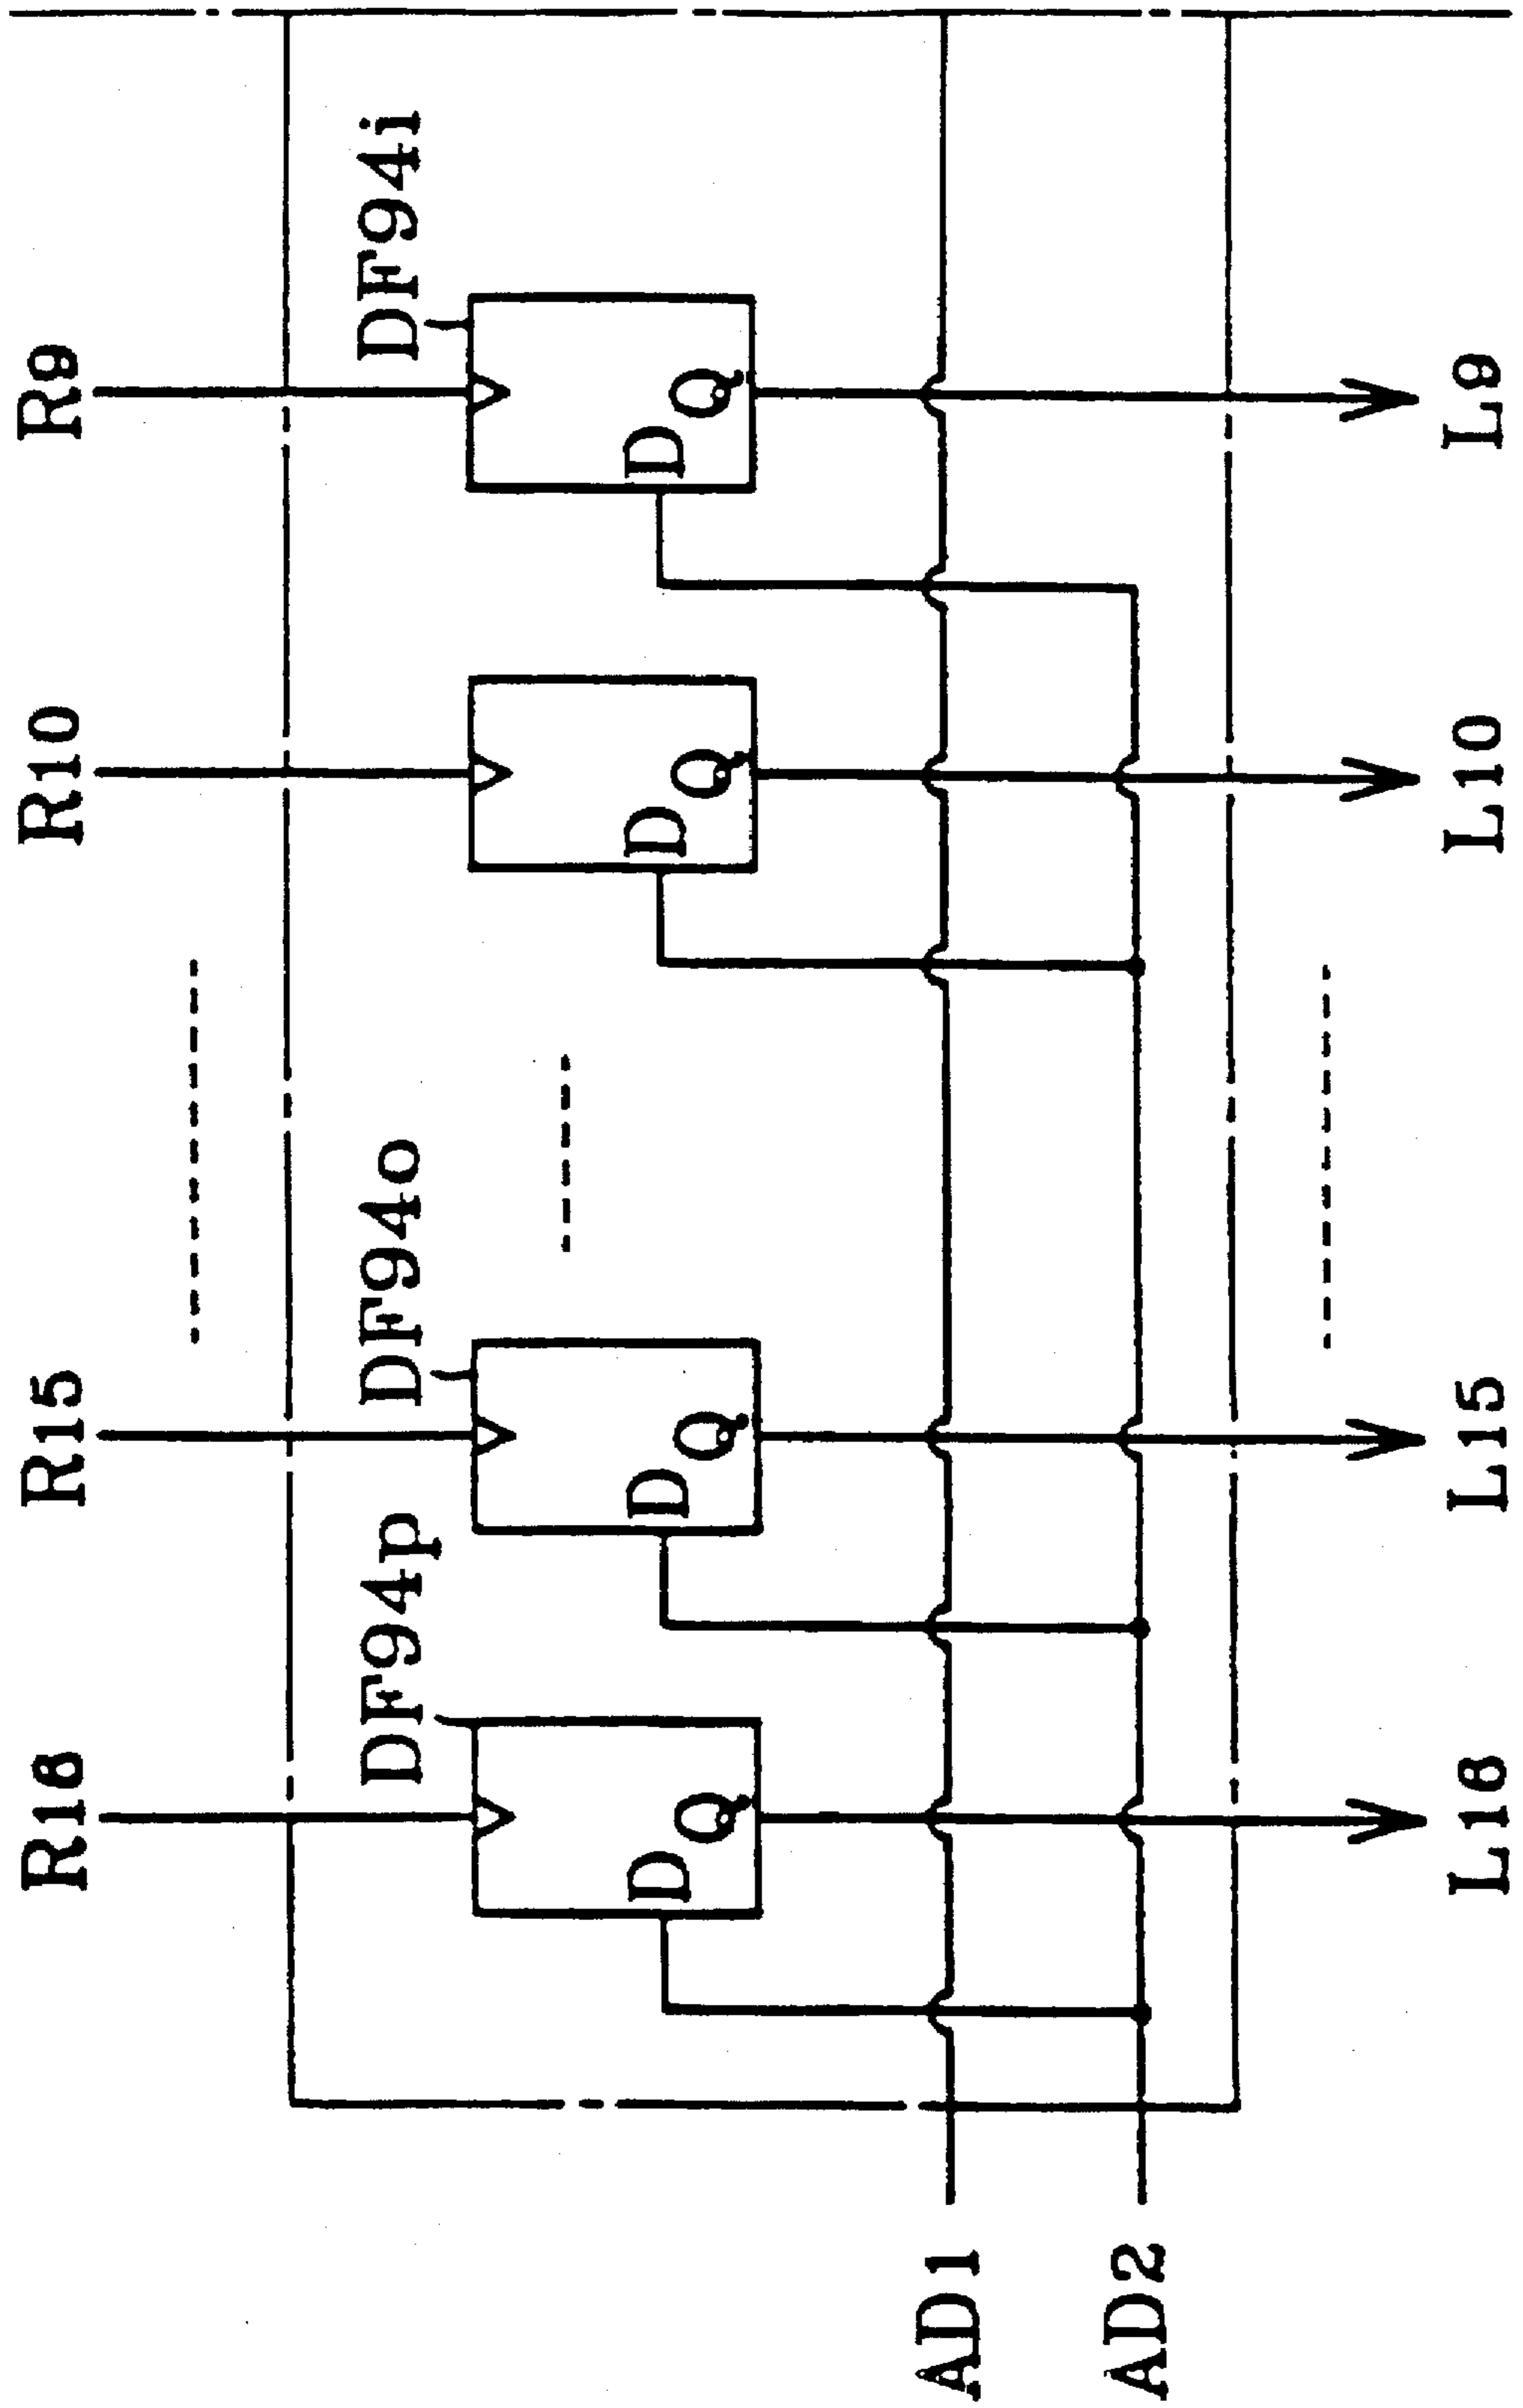 R16 R15 R10 R9
DF94p DF94o DF94i
D D D D
Q Q Q Q
AD1
AD2
L16 L15 L10 L9